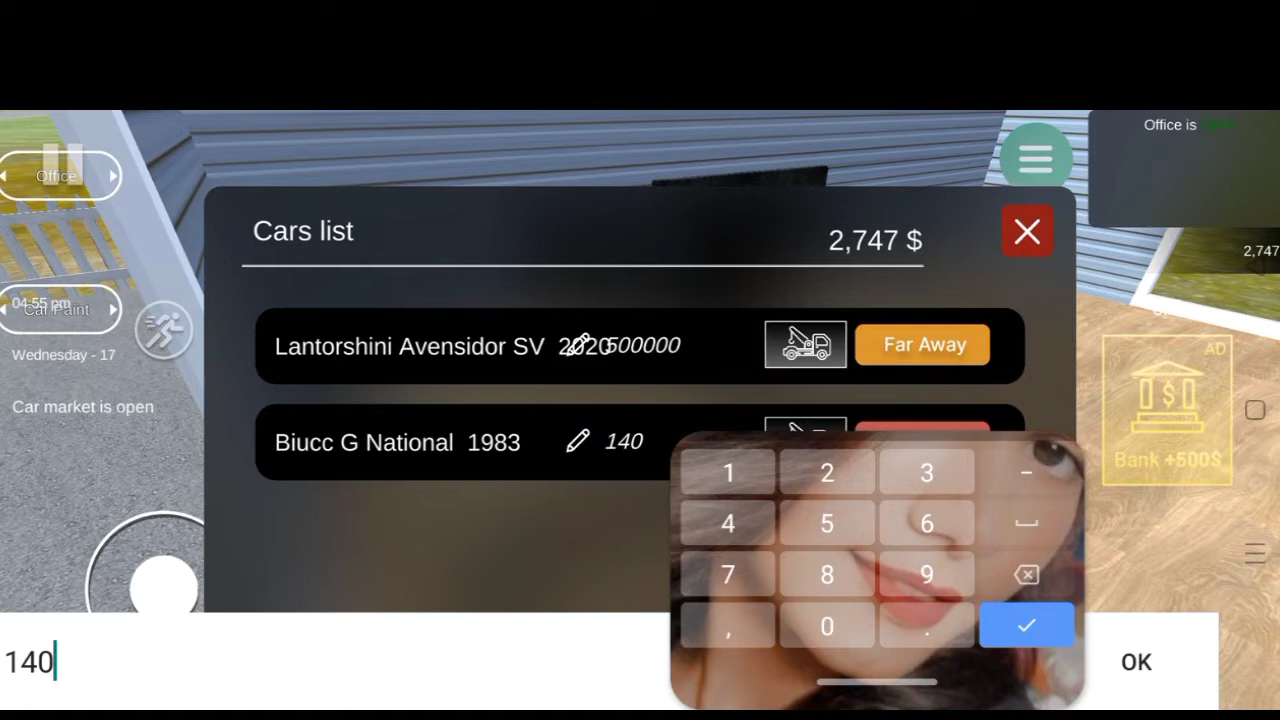 Office is Open
Office
Cars list
2,747 $
2,747
04:55 pm
Car Paint
Lantorshini Avensidor SV 2020
500000
Far Away
Wednesday - 17
AD
Car market is open
Biucc G National 1983
140
Bank +500$
1 2 3 -
4 5 6
7 8 9
, 0 .
140
OK